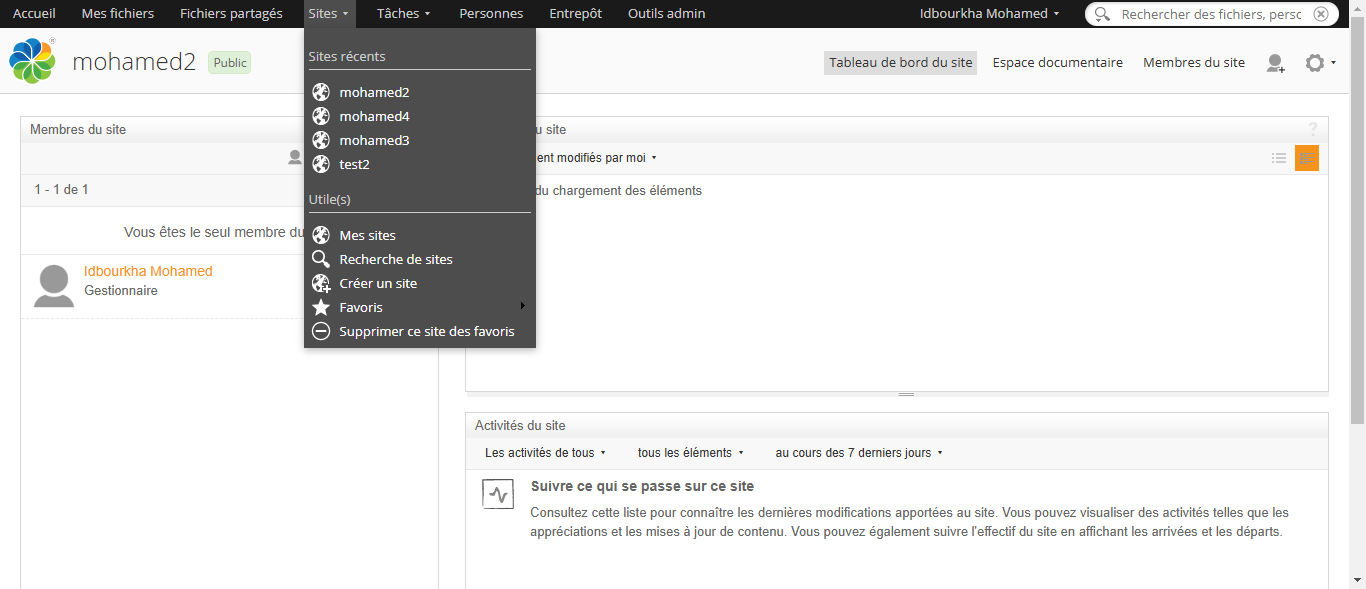 Accueil Mes fichiers Fichiers partagés Sites Tâches Personnes Entrepôt Outils admin Idbourkha Mohamed Rechercher des fichiers, persc
mohamed2 Public Tableau de bord du site Espace documentaire Membres du site
Sites récents
mohamed2
mohamed4
mohamed3
test2
Utile(s)
Mes sites
Recherche de sites
Créer un site
Favoris
Supprimer ce site des favoris
Membres du site
1 - 1 de 1
Vous êtes le seul membre du
Idbourkha Mohamed
Gestionnaire
u site ?
ent modifiés par moi
du chargement des éléments
Activités du site
Les activités de tous tous les éléments au cours des 7 derniers jours
Suivre ce qui se passe sur ce site
Consultez cette liste pour connaître les dernières modifications apportées au site. Vous pouvez visualiser des activités telles que les
appréciations et les mises à jour de contenu. Vous pouvez également suivre l'effectif du site en affichant les arrivées et les départs.